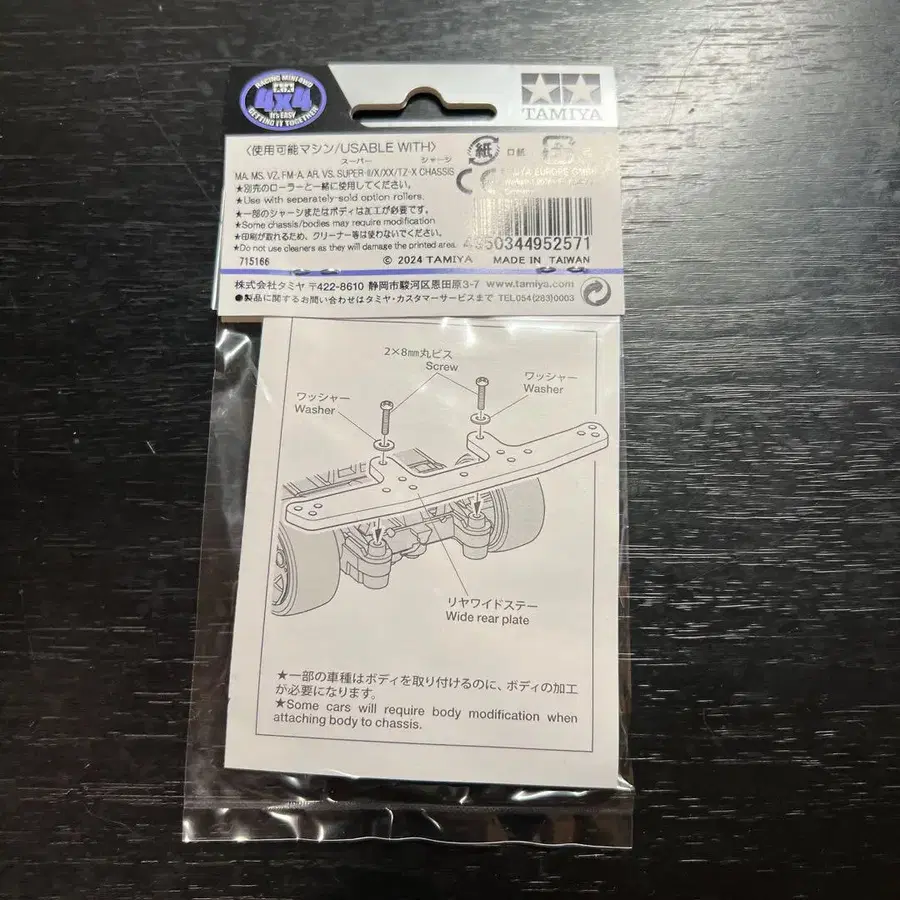 RACING MINI 4WD
4x4
It's EASY
GETTING IT TOGETHER
TAMIYA
〈使用可能マシン/USABLE WITH〉
スーパー シャーシ
MA, MS, VZ, FM-A, AR, VS, SUPER-II/X/XX/TZ-X CHASSIS
★別売のローラーと一緒に使用してください。
★Use with separately-sold option rollers.
★一部のシャーシまたはボディは加工が必要です。
★Some chassis/bodies may require modification
★印刷が取れるため、クリーナー等は使わないでください。
★Do not use cleaners as they will damage the printed area.
紙
口紙
CE
EUROPE
4950344952571
715166
© 2024 TAMIYA
MADE IN TAIWAN
株式会社タミヤ 〒422-8610 静岡市駿河区恩田原3-7 www.tamiya.com
●製品に関するお問い合わせはタミヤ・カスタマーサービスまで TEL054(283)0003
2×8mm丸ビス
Screw
ワッシャー
Washer
ワッシャー
Washer
リヤワイドステー
Wide rear plate
★一部の車種はボディを取り付けるのに、ボディの加工
が必要になります。
★Some cars will require body modification when
attaching body to chassis.